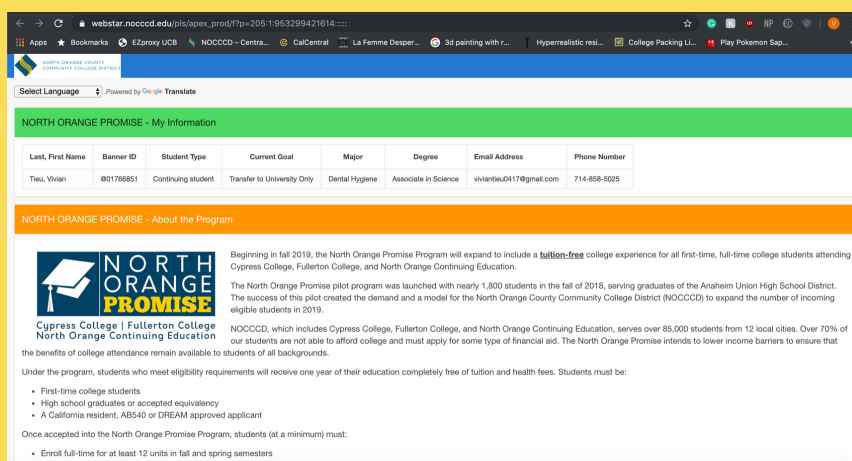 webstar.nocccd.edu/pls/apex_prod/f?p=205:1:953299421614:::::
Apps Bookmarks EZproxy UCB NOCCCD – Centra... CalCentral La Femme Desper... 3d painting with r... Hyperrealistic resi... College Packing Li... Play Pokemon Sap...
NORTH ORANGE COUNTY
COMMUNITY COLLEGE DISTRICT
Select Language Powered by Google Translate
NORTH ORANGE PROMISE - My Information
Last, First Name Banner ID Student Type Current Goal Major Degree Email Address Phone Number
Tieu, Vivian @01766851 Continuing student Transfer to University Only Dental Hygiene Associate in Science viviantieu0417@gmail.com 714-858-5025
NORTH ORANGE PROMISE - About the Program
NORTH
ORANGE
PROMISE
Cypress College | Fullerton College
North Orange Continuing Education
Beginning in fall 2019, the North Orange Promise Program will expand to include a tuition-free college experience for all first-time, full-time college students attending
Cypress College, Fullerton College, and North Orange Continuing Education.
The North Orange Promise pilot program was launched with nearly 1,800 students in the fall of 2018, serving graduates of the Anaheim Union High School District.
The success of this pilot created the demand and a model for the North Orange County Community College District (NOCCCD) to expand the number of incoming
eligible students in 2019.
NOCCCD, which includes Cypress College, Fullerton College, and North Orange Continuing Education, serves over 85,000 students from 12 local cities. Over 70% of
our students are not able to afford college and must apply for some type of financial aid. The North Orange Promise intends to lower income barriers to ensure that
the benefits of college attendance remain available to students of all backgrounds.
Under the program, students who meet eligibility requirements will receive one year of their education completely free of tuition and health fees. Students must be:
• First-time college students
• High school graduates or accepted equivalency
• A California resident, AB540 or DREAM approved applicant
Once accepted into the North Orange Promise Program, students (at a minimum) must:
• Enroll full-time for at least 12 units in fall and spring semesters